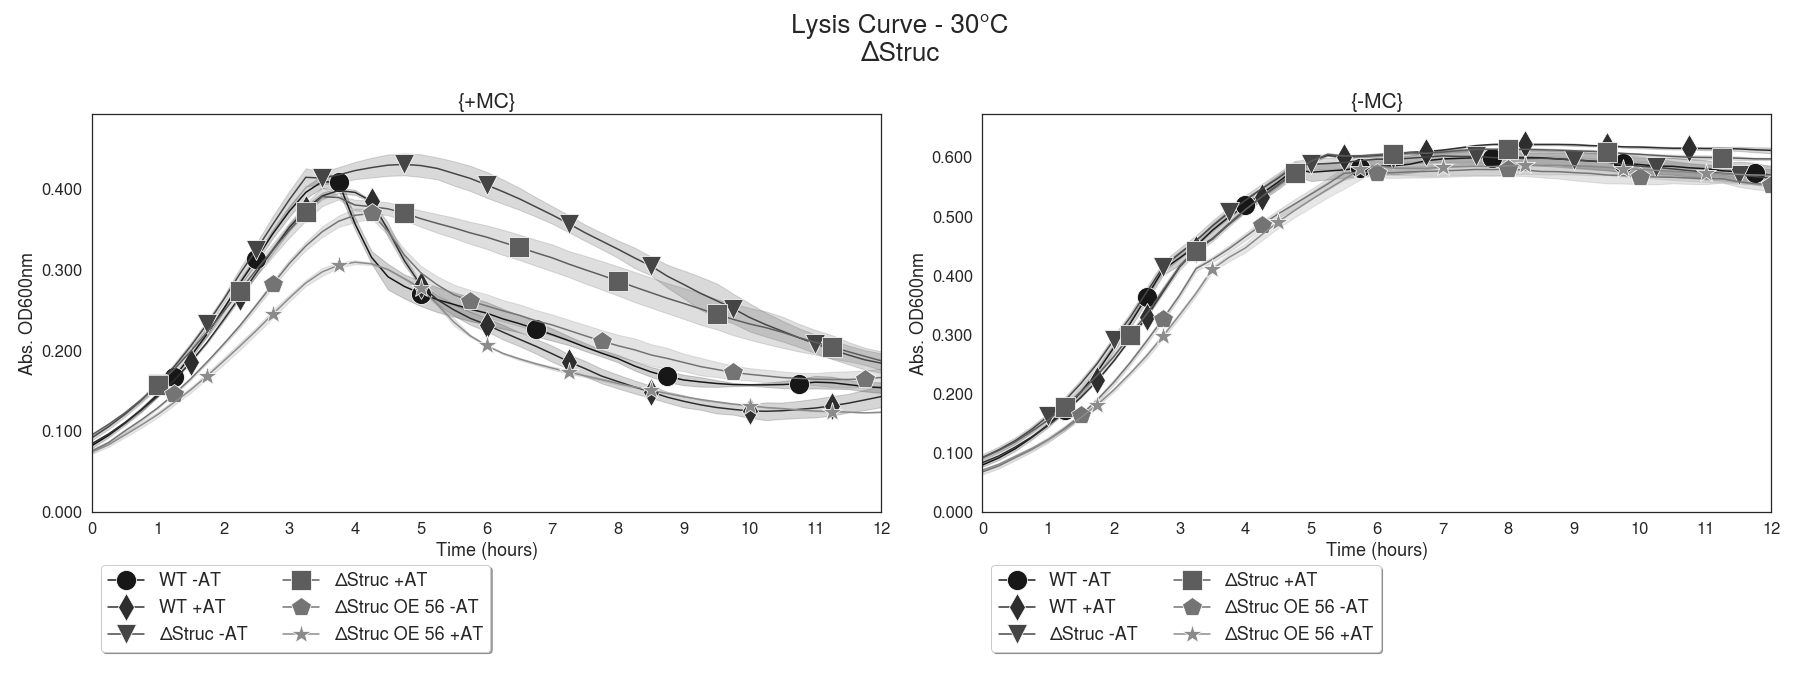 Lysis Curve - 30°C
ΔStruc
{+MC}
Abs. OD600nm
0.400
0.300
0.200
0.100
0.000
0 1 2 3 4 5 6 7 8 9 10 11 12
Time (hours)
WT -AT
WT +AT
ΔStruc -AT
ΔStruc +AT
ΔStruc OE 56 -AT
ΔStruc OE 56 +AT
{-MC}
Abs. OD600nm
0.600
0.500
0.400
0.300
0.200
0.100
0.000
0 1 2 3 4 5 6 7 8 9 10 11 12
Time (hours)
WT -AT
WT +AT
ΔStruc -AT
ΔStruc +AT
ΔStruc OE 56 -AT
ΔStruc OE 56 +AT